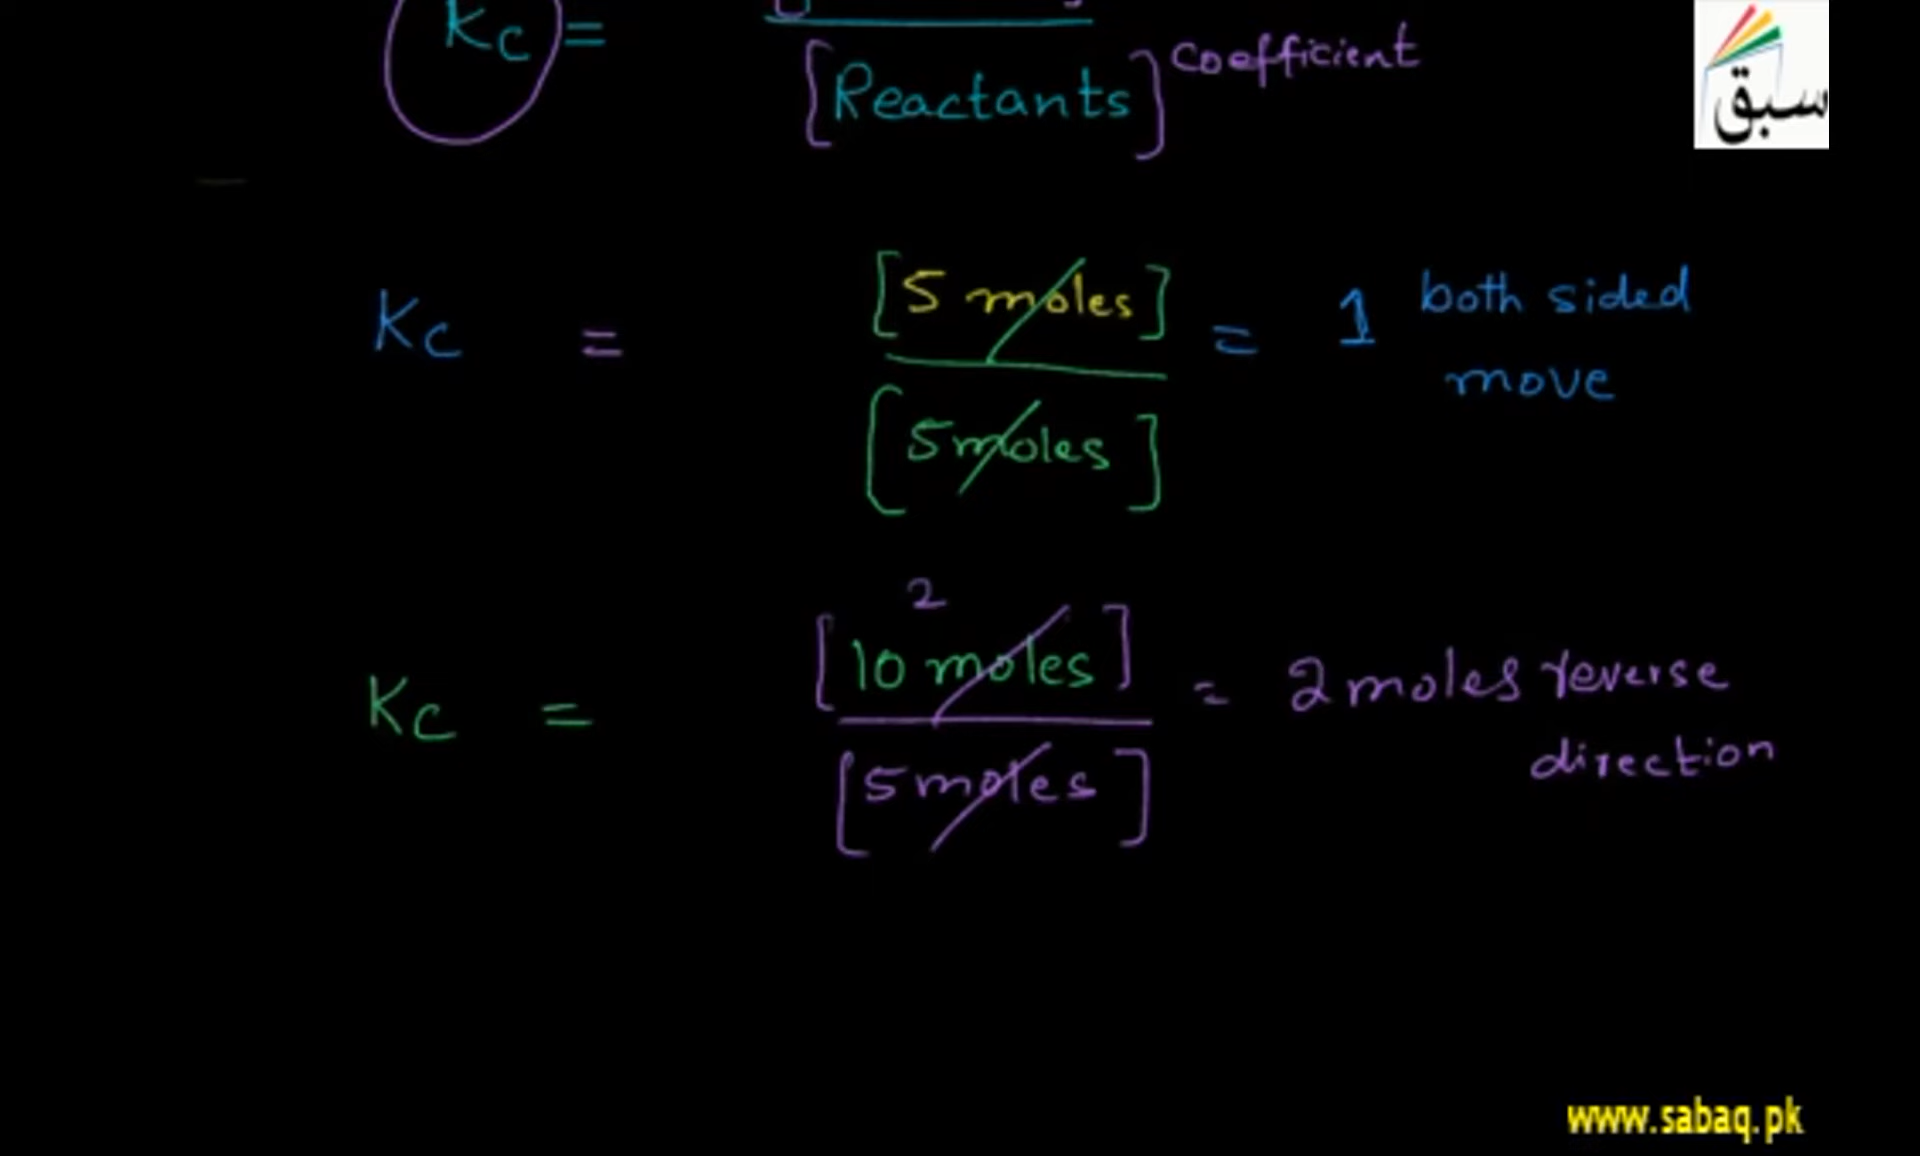 Kc =
[Reactants] coefficient
سبق
Kc = [5 moles] = 1 both sided
move
[5 moles]
2
Kc = [10 moles] = 2 moles reverse
direction
[5 moles]
www.sabaq.pk